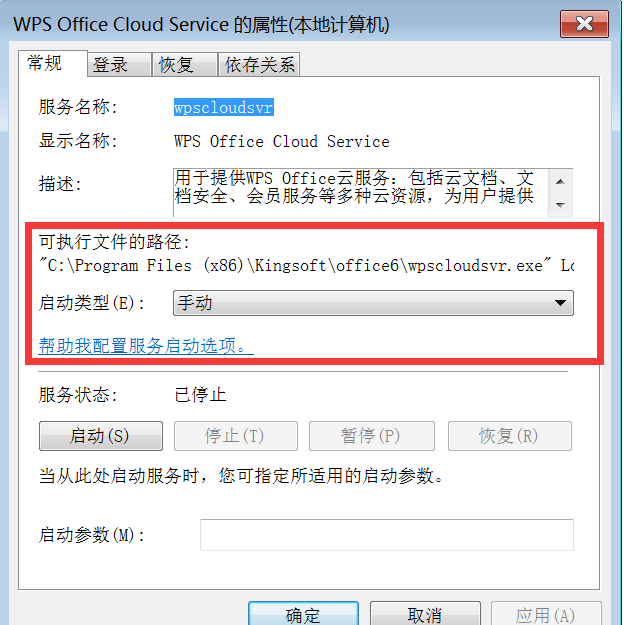 WPS Office Cloud Service 的属性(本地计算机)
常规 登录 恢复 依存关系
服务名称: wpscloudsvr
显示名称: WPS Office Cloud Service
描述: 用于提供WPS Office云服务：包括云文档、文
档安全、会员服务等多种云资源，为用户提供
可执行文件的路径:
"C:\Program Files (x86)\Kingsoft\office6\wpscloudsvr.exe" Lo
启动类型(E): 手动
帮助我配置服务启动选项。
服务状态: 已停止
启动(S) 停止(T) 暂停(P) 恢复(R)
当从此处启动服务时，您可指定所适用的启动参数。
启动参数(M):
确定 取消 应用(A)